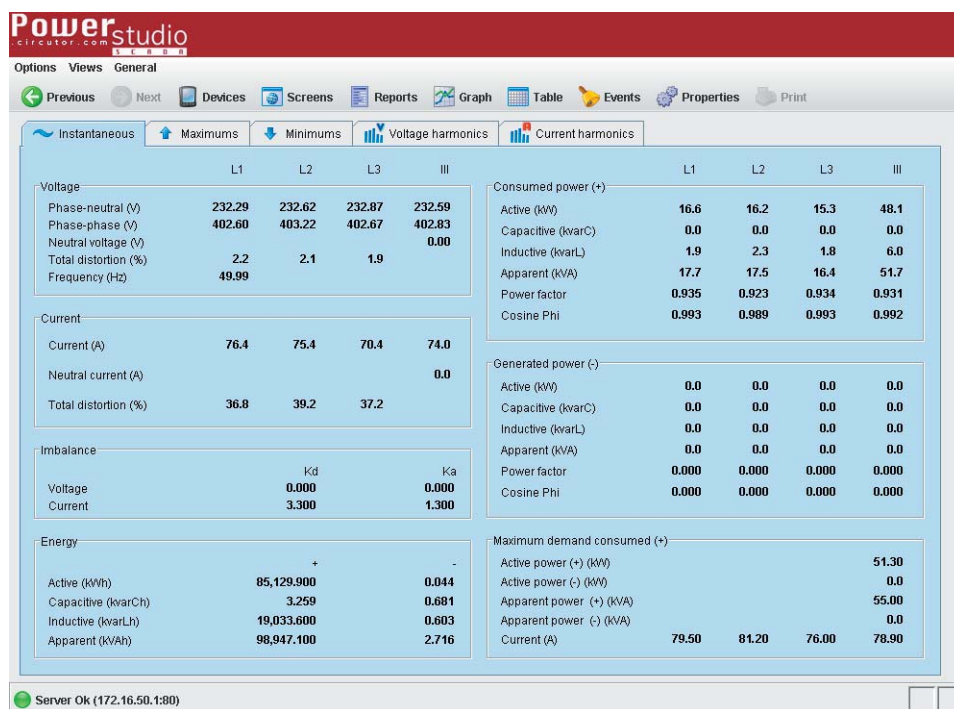 Powerstudio
.circutor.com
SCADA
Options Views General
Previous Next Devices Screens Reports Graph Table Events Properties Print
Instantaneous Maximums Minimums Voltage harmonics Current harmonics
L1 L2 L3 III
Voltage
Phase-neutral (V) 232.29 232.62 232.87 232.59
Phase-phase (V) 402.60 403.22 402.67 402.83
Neutral voltage (V) 0.00
Total distortion (%) 2.2 2.1 1.9
Frequency (Hz) 49.99
Current
Current (A) 76.4 75.4 70.4 74.0
Neutral current (A) 0.0
Total distortion (%) 36.8 39.2 37.2
Imbalance
Kd Ka
Voltage 0.000 0.000
Current 3.300 1.300
Energy
+ -
Active (kWh) 85,129.900 0.044
Capacitive (kvarCh) 3.259 0.681
Inductive (kvarLh) 19,033.600 0.603
Apparent (kVAh) 98,947.100 2.716
L1 L2 L3 III
Consumed power (+)
Active (kW) 16.6 16.2 15.3 48.1
Capacitive (kvarC) 0.0 0.0 0.0 0.0
Inductive (kvarL) 1.9 2.3 1.8 6.0
Apparent (kVA) 17.7 17.5 16.4 51.7
Power factor 0.935 0.923 0.934 0.931
Cosine Phi 0.993 0.989 0.993 0.992
Generated power (-)
Active (kW) 0.0 0.0 0.0 0.0
Capacitive (kvarC) 0.0 0.0 0.0 0.0
Inductive (kvarL) 0.0 0.0 0.0 0.0
Apparent (kVA) 0.0 0.0 0.0 0.0
Power factor 0.000 0.000 0.000 0.000
Cosine Phi 0.000 0.000 0.000 0.000
Maximum demand consumed (+)
Active power (+) (kW) 51.30
Active power (-) (kW) 0.0
Apparent power (+) (kVA) 55.00
Apparent power (-) (kVA) 0.0
Current (A) 79.50 81.20 76.00 78.90
Server Ok (172.16.50.1:80)